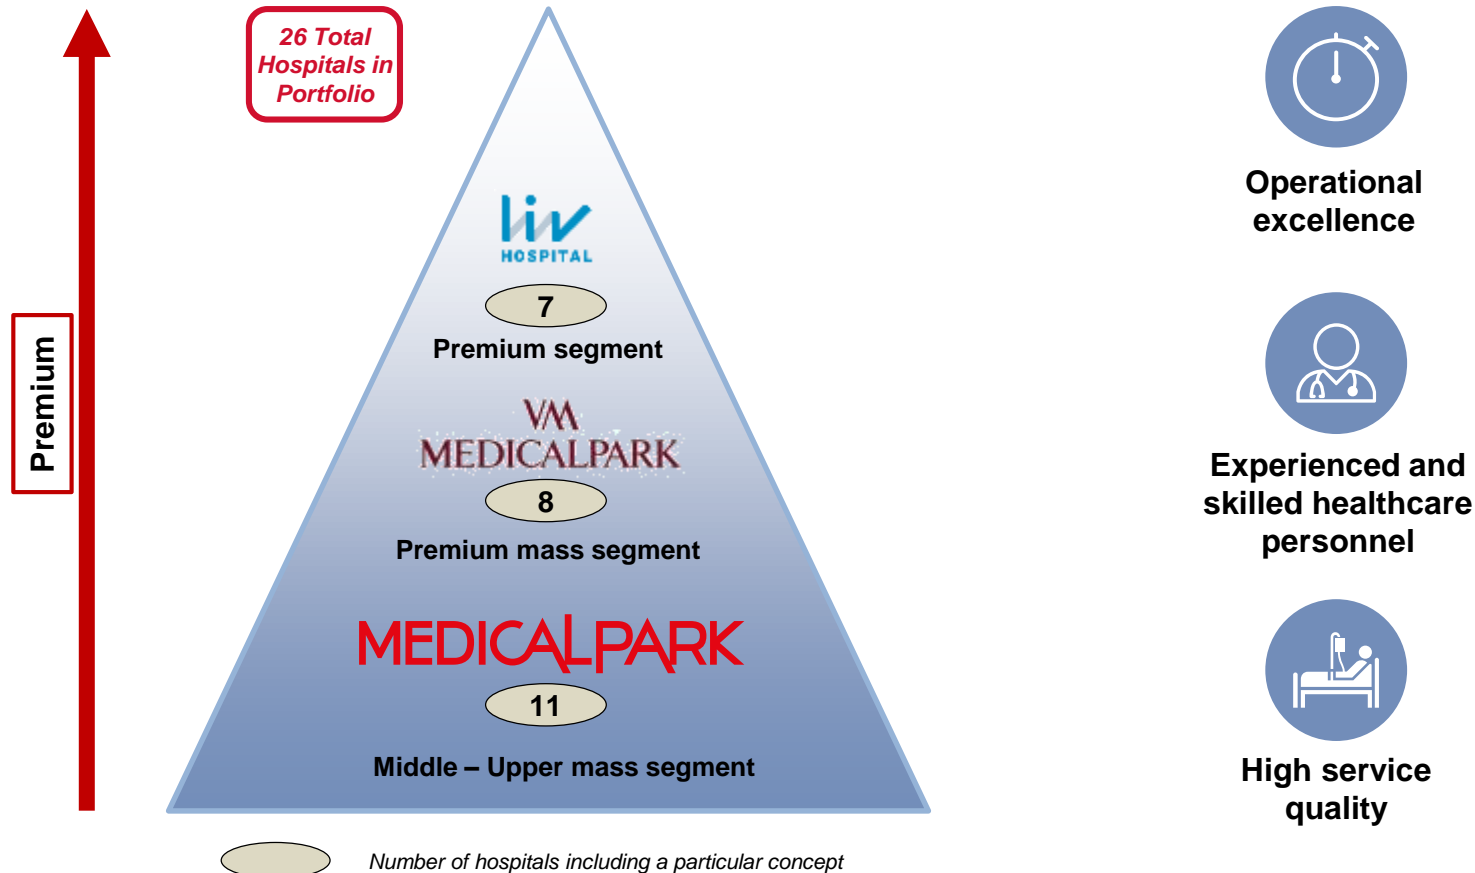 26 Total
Hospitals in
Portfolio
Premium
liv
HOSPITAL
7
Premium segment
VM
MEDICALPARK
8
Premium mass segment
MEDICALPARK
11
Middle – Upper mass segment
Number of hospitals including a particular concept
Operational
excellence
Experienced and
skilled healthcare
personnel
High service
quality